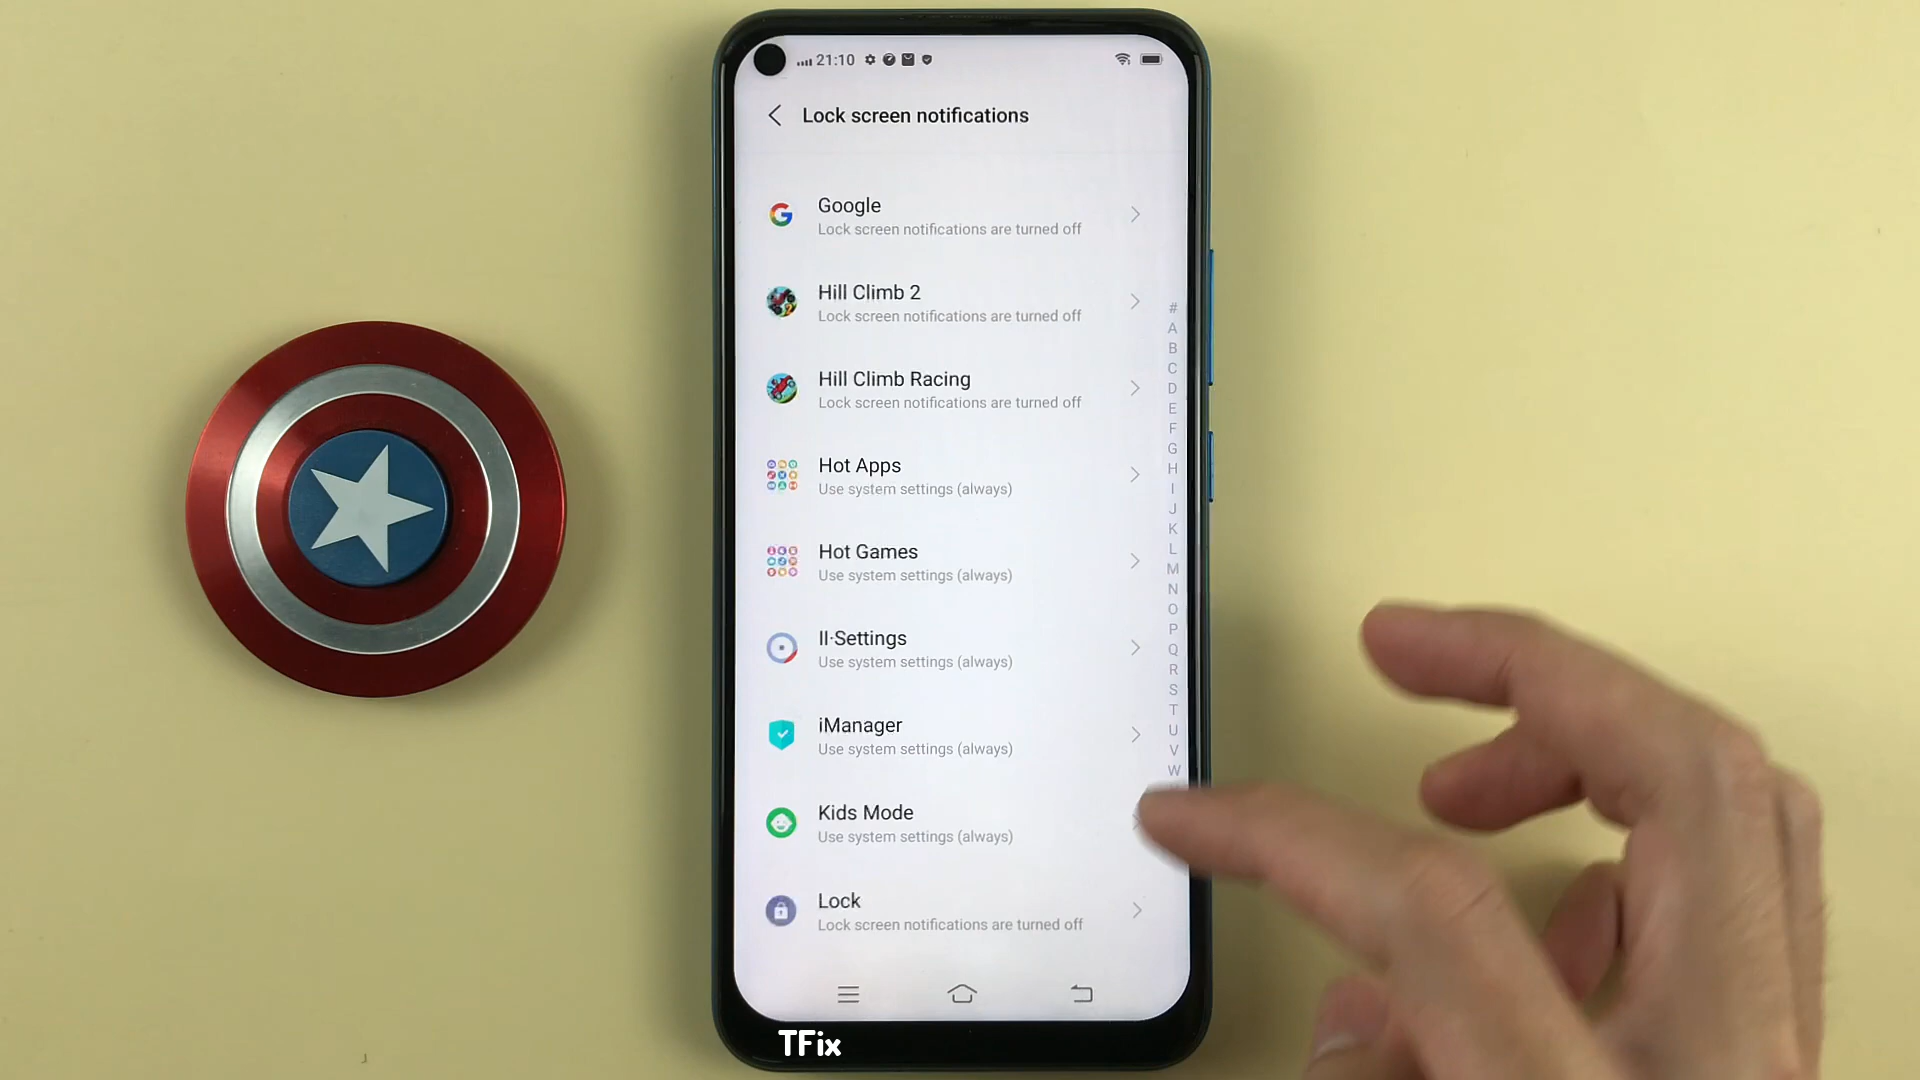 21:10
Lock screen notifications
Google
Lock screen notifications are turned off
Hill Climb 2
Lock screen notifications are turned off
Hill Climb Racing
Lock screen notifications are turned off
Hot Apps
Use system settings (always)
Hot Games
Use system settings (always)
II·Settings
Use system settings (always)
iManager
Use system settings (always)
Kids Mode
Use system settings (always)
Lock
Lock screen notifications are turned off
#
A
B
C
D
E
F
G
H
I
J
K
L
M
N
O
P
Q
R
S
T
U
V
W
TFix